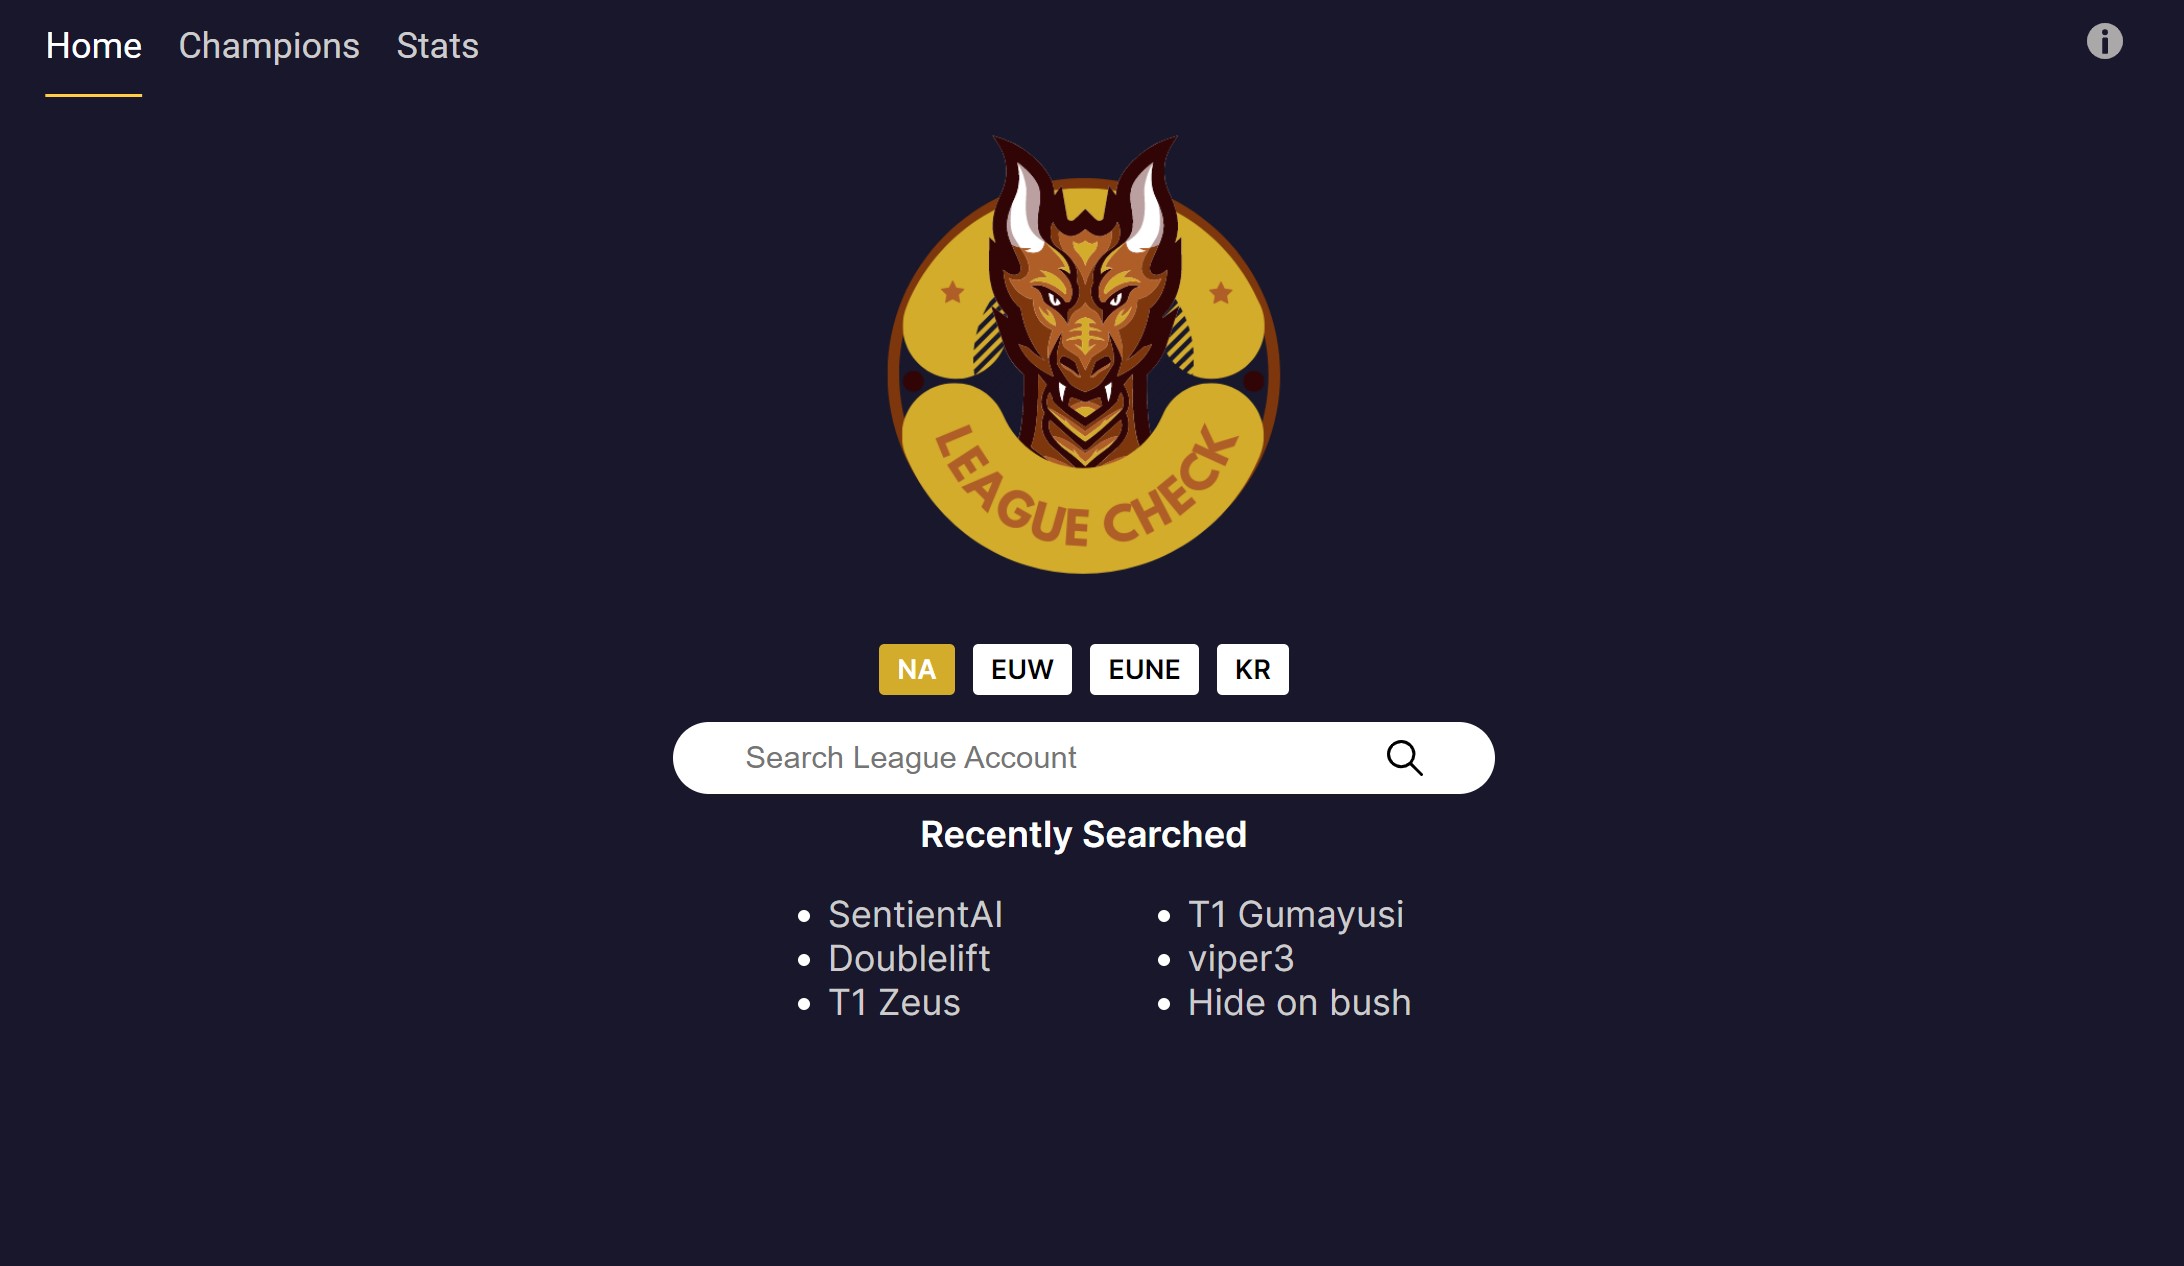 Home Champions Stats
LEAGUE CHECK
NA EUW EUNE KR
Search League Account
Recently Searched
SentientAI
Doublelift
T1 Zeus
T1 Gumayusi
viper3
Hide on bush